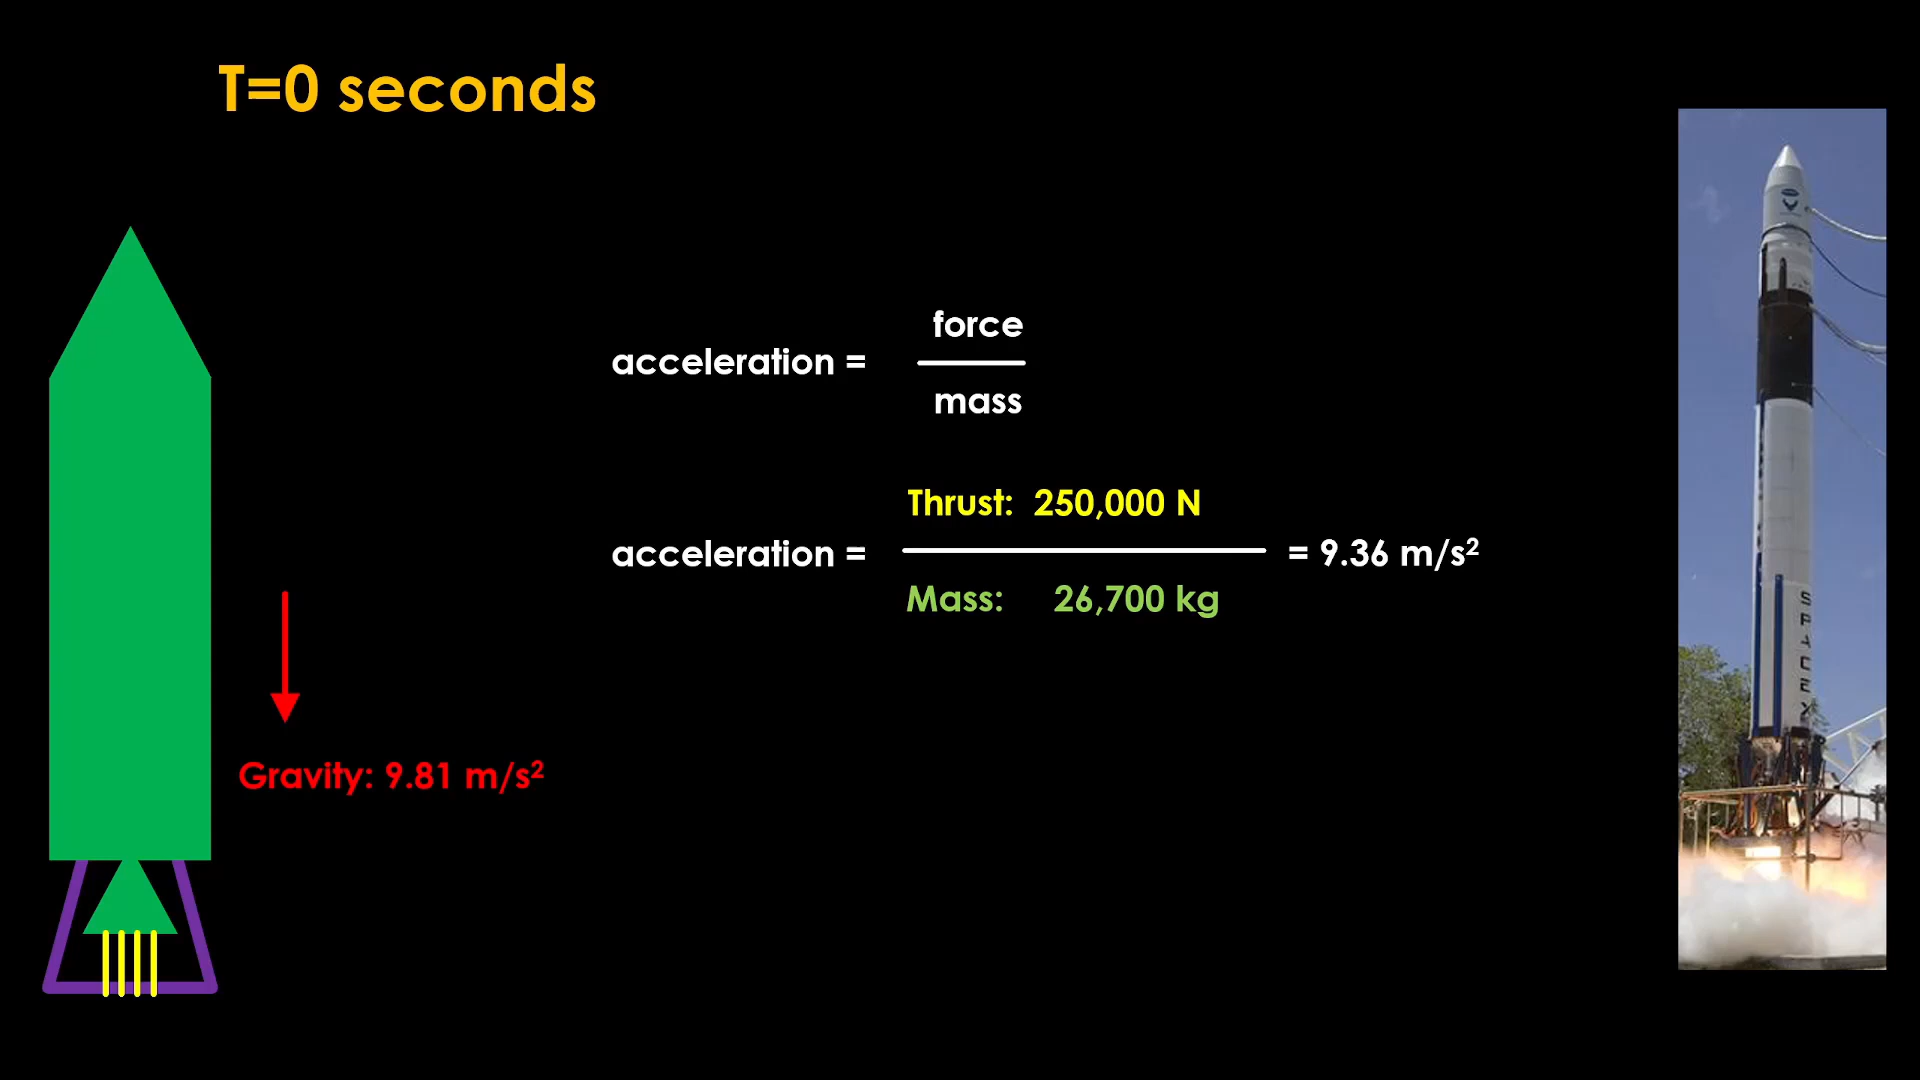 T=0 seconds
acceleration = force / mass
acceleration = Thrust: 250,000 N / Mass: 26,700 kg = 9.36 m/s²
Gravity: 9.81 m/s²
SPACEX